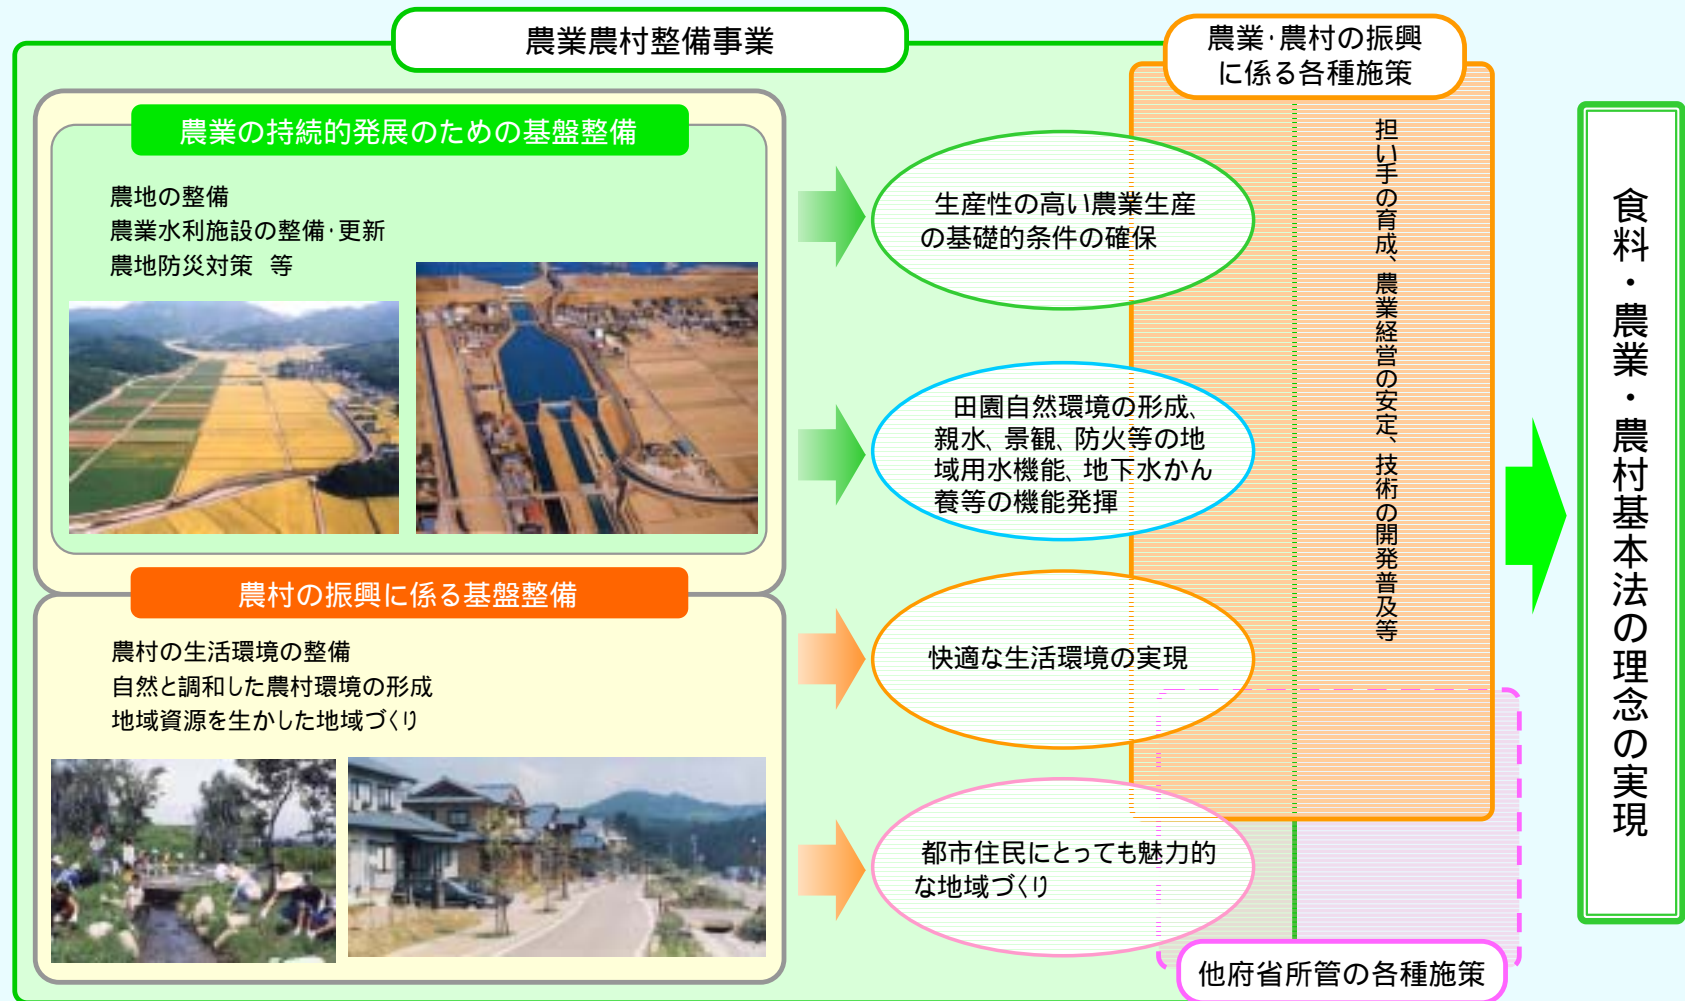 農業農村整備事業
農業・農村の振興
に係る各種施策
農業の持続的発展のための基盤整備
農地の整備
農業水利施設の整備・更新
農地防災対策 等
農村の振興に係る基盤整備
農村の生活環境の整備
自然と調和した農村環境の形成
地域資源を生かした地域づくり
生産性の高い農業生産
の基礎的条件の確保
田園自然環境の形成、
親水、景観、防火等の地
域用水機能、地下水かん
養等の機能発揮
快適な生活環境の実現
都市住民にとっても魅力的
な地域づくり
担い手の育成、農業経営の安定、技術の開発普及等
他府省所管の各種施策
食料・農業・農村基本法の理念の実現